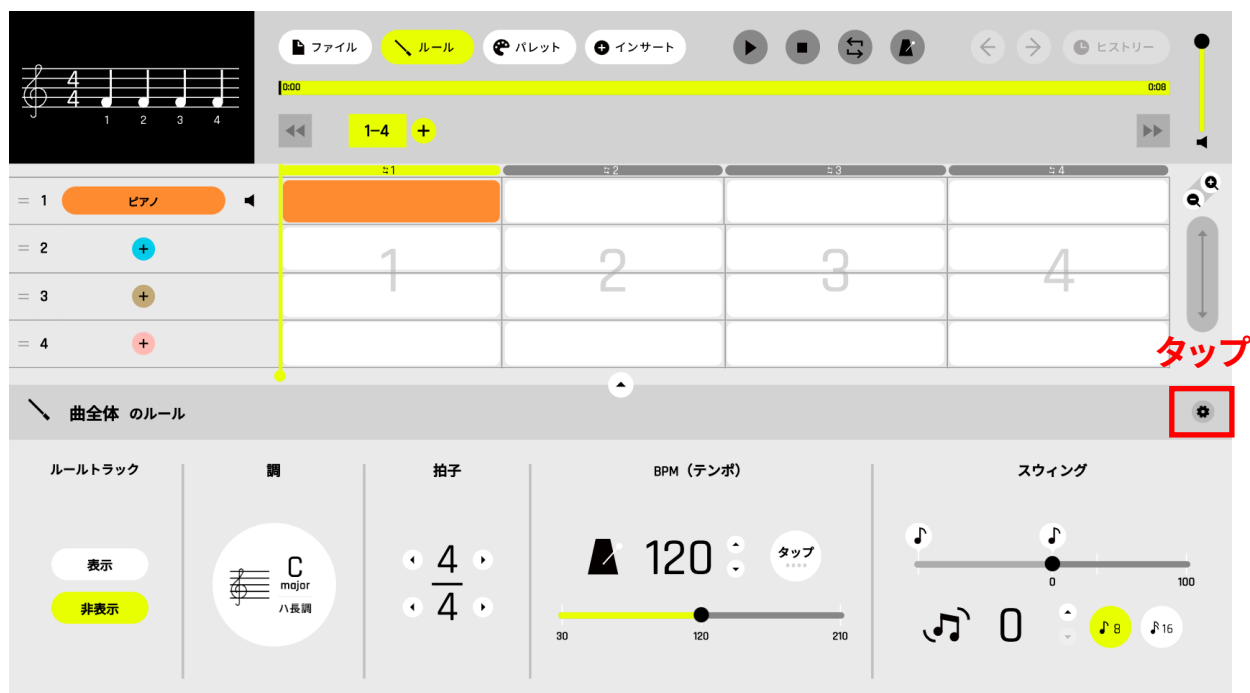 ファイル ルール パレット インサート ヒストリー
4
4
1 2 3 4
0:00 0:08
1–4 +
1 2 3 4
1 ピアノ
2 +
3 +
4 +
1 2 3 4
タップ
曲全体 のルール
ルールトラック 調 拍子 BPM（テンポ） スウィング
表示
非表示
C
major
ハ長調
4
4
120 タップ
30 120 210
0 100
0 8 16